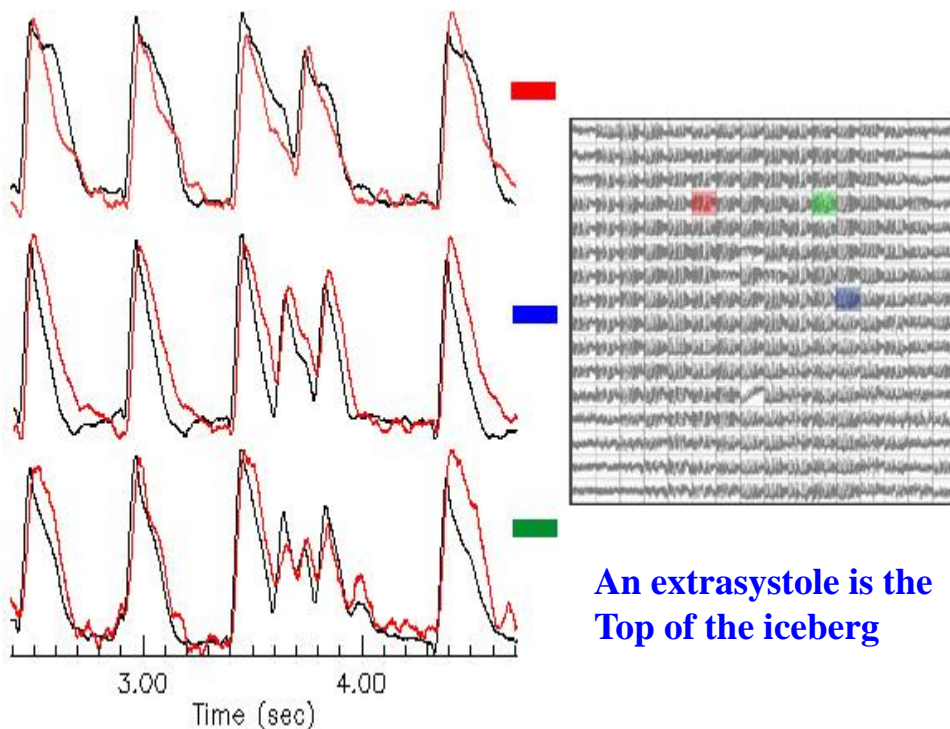 An extrasystole is the
Top of the iceberg
3.00
4.00
Time (sec)